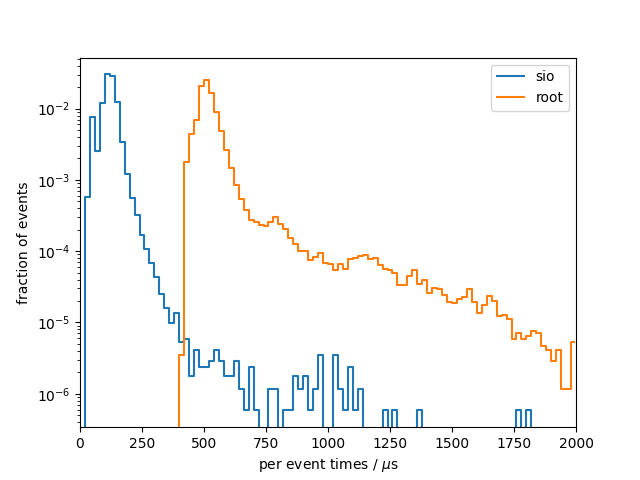 sio
root
10⁻²
10⁻³
10⁻⁴
10⁻⁵
10⁻⁶
fraction of events
0 250 500 750 1000 1250 1500 1750 2000
per event times / μs